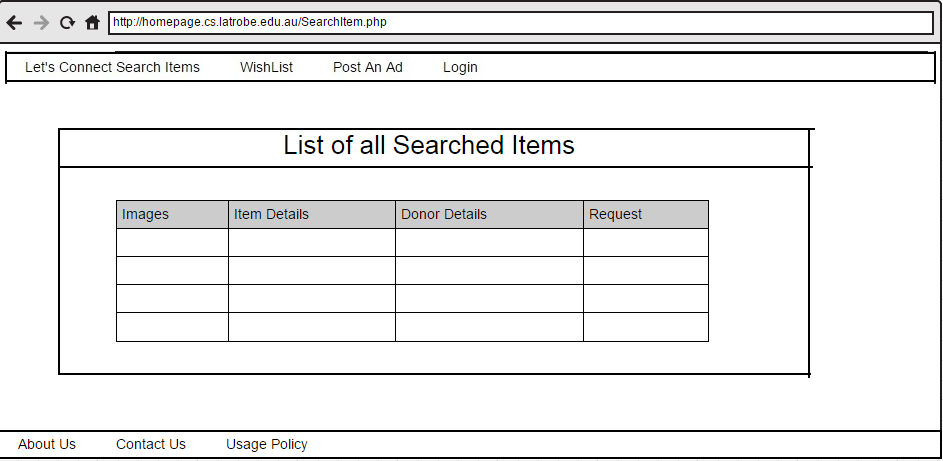 http://homepage.cs.latrobe.edu.au/SearchItem.php
Let's Connect Search Items WishList Post An Ad Login
List of all Searched Items
Images Item Details Donor Details Request
About Us Contact Us Usage Policy